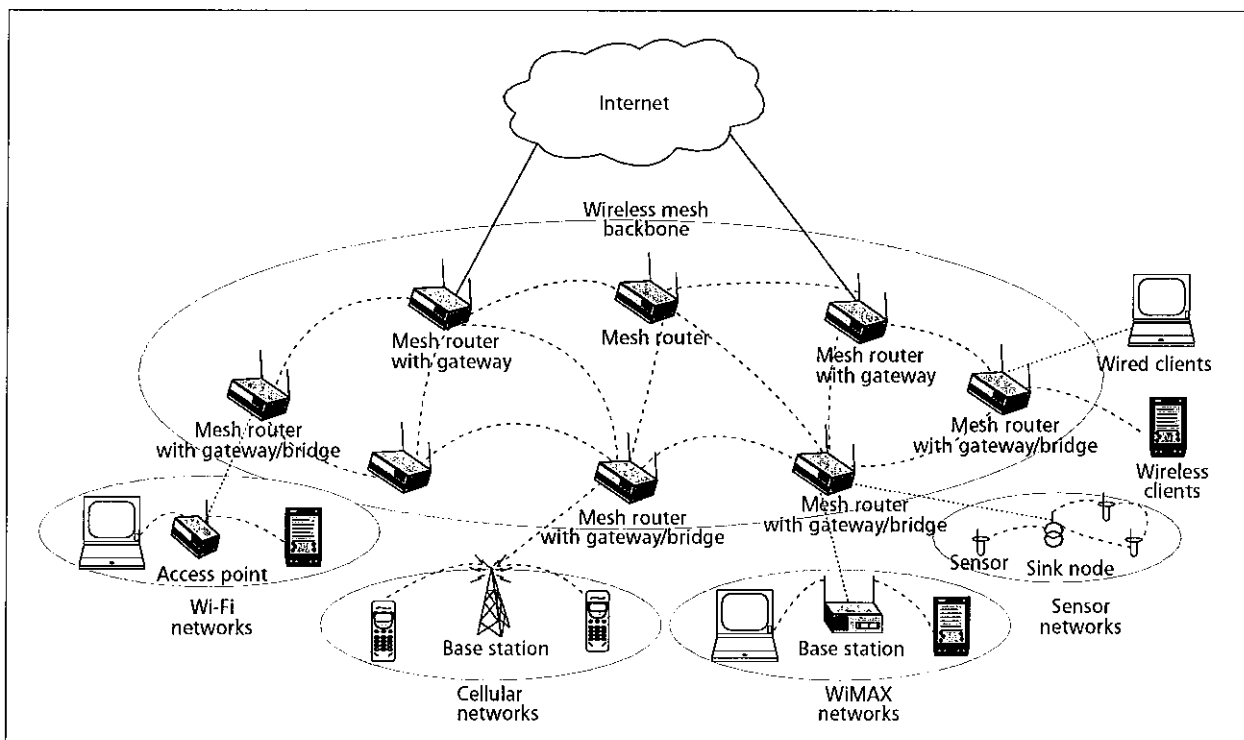 Internet
Wireless mesh
backbone
Mesh router
with gateway
Mesh router
Mesh router
with gateway
Wired clients
Mesh router
with gateway/bridge
Mesh router
with gateway/bridge
Wireless
clients
Mesh router
with gateway/bridge
Mesh router
with gateway/bridge
Access point
Wi-Fi
networks
Sensor
Sink node
Sensor
networks
Base station
Cellular
networks
Base station
WiMAX
networks